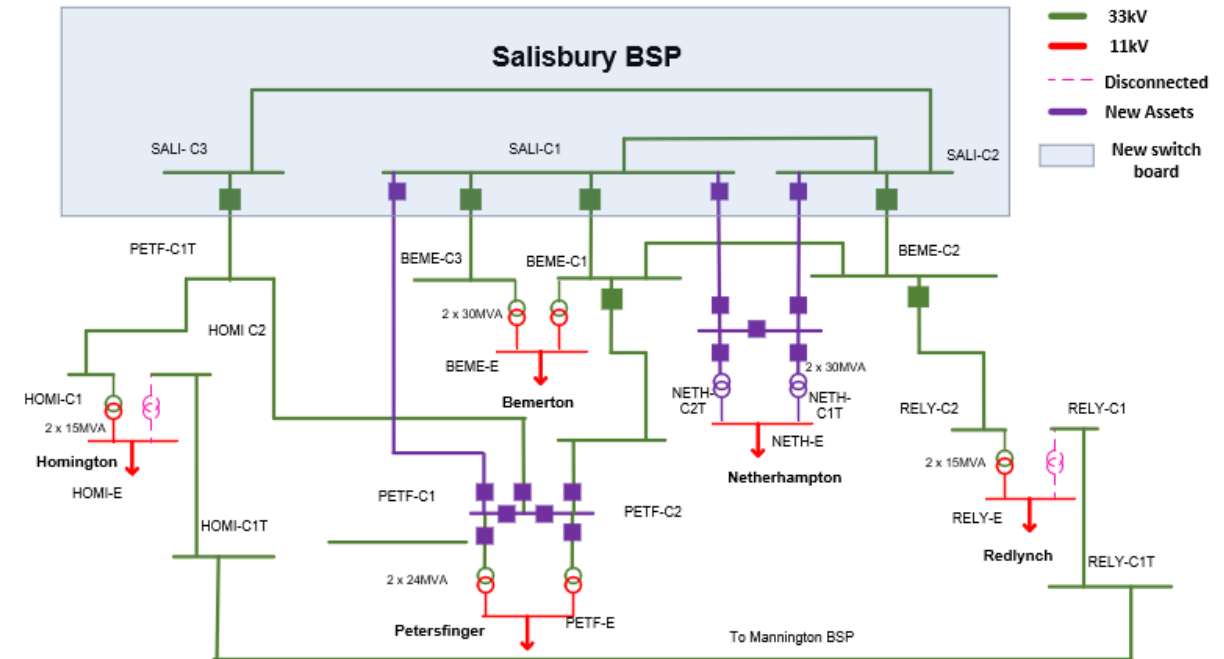 Salisbury BSP
33kV
11kV
Disconnected
New Assets
New switch
board
SALI- C3
SALI-C1
SALI-C2
PETF-C1T
BEME-C3
BEME-C1
BEME-C2
HOMI C2
2 x 30MVA
BEME-E
Bemerton
2 x 30MVA
NETH-
C2T
NETH-
C1T
NETH-E
Netherhampton
HOMI-C1
2 x 15MVA
Homington
HOMI-E
RELY-C2
RELY-C1
2 x 15MVA
RELY-E
Redlynch
PETF-C1
PETF-C2
HOMI-C1T
RELY-C1T
2 x 24MVA
PETF-E
Petersfinger
To Mannington BSP